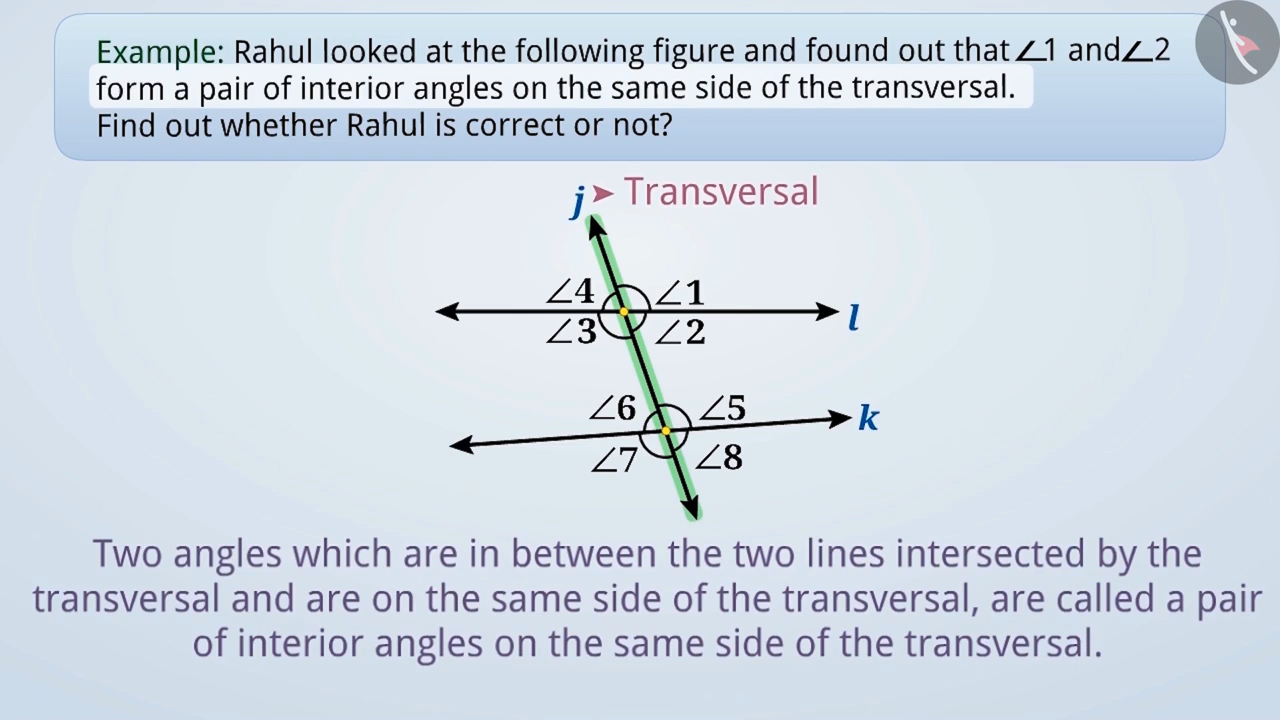 Example: Rahul looked at the following figure and found out that ∠1 and ∠2
form a pair of interior angles on the same side of the transversal.
Find out whether Rahul is correct or not?
j ➤ Transversal
∠4 ∠1
l
∠3 ∠2
∠6 ∠5
k
∠7 ∠8
Two angles which are in between the two lines intersected by the
transversal and are on the same side of the transversal, are called a pair
of interior angles on the same side of the transversal.